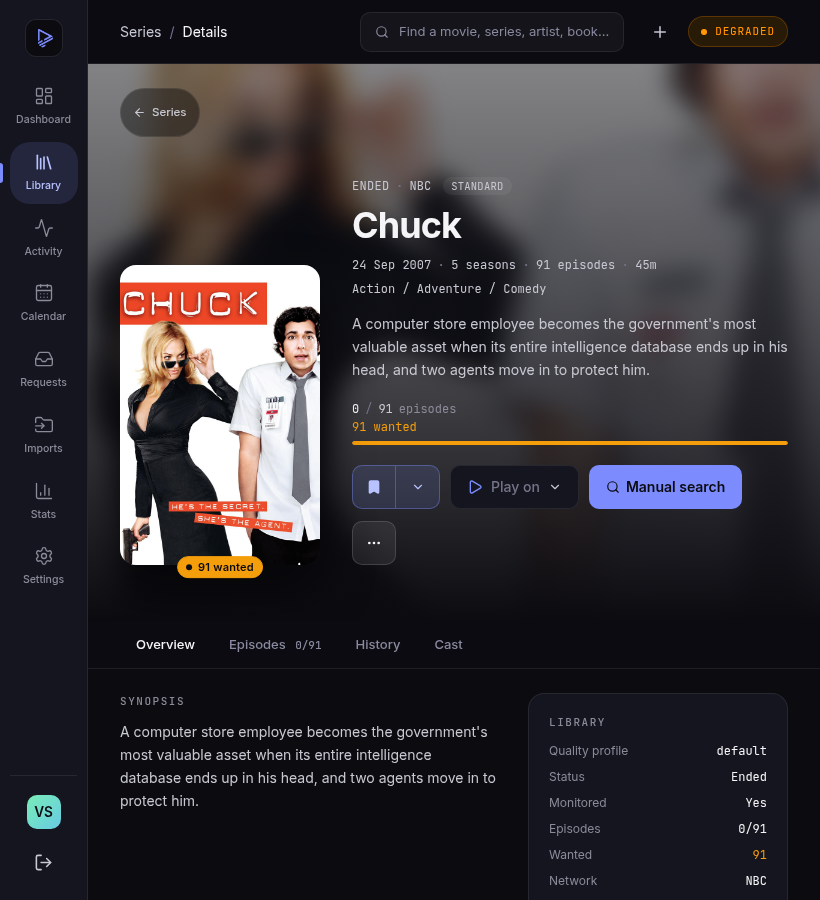 Series / Details
Find a movie, series, artist, book...
DEGRADED
Dashboard
Library
Activity
Calendar
Requests
Imports
Stats
Settings
VS
Series
ENDED · NBC STANDARD
Chuck
24 Sep 2007 · 5 seasons · 91 episodes · 45m
Action / Adventure / Comedy
A computer store employee becomes the government's most
valuable asset when its entire intelligence database ends up in his
head, and two agents move in to protect him.
0 / 91 episodes
91 wanted
Play on
Manual search
CHUCK
HE'S THE SECRET.
SHE'S THE AGENT.
91 wanted
Overview
Episodes 0/91
History
Cast
SYNOPSIS
A computer store employee becomes the government's
most valuable asset when its entire intelligence
database ends up in his head, and two agents move in to
protect him.
LIBRARY
Quality profile default
Status Ended
Monitored Yes
Episodes 0/91
Wanted 91
Network NBC